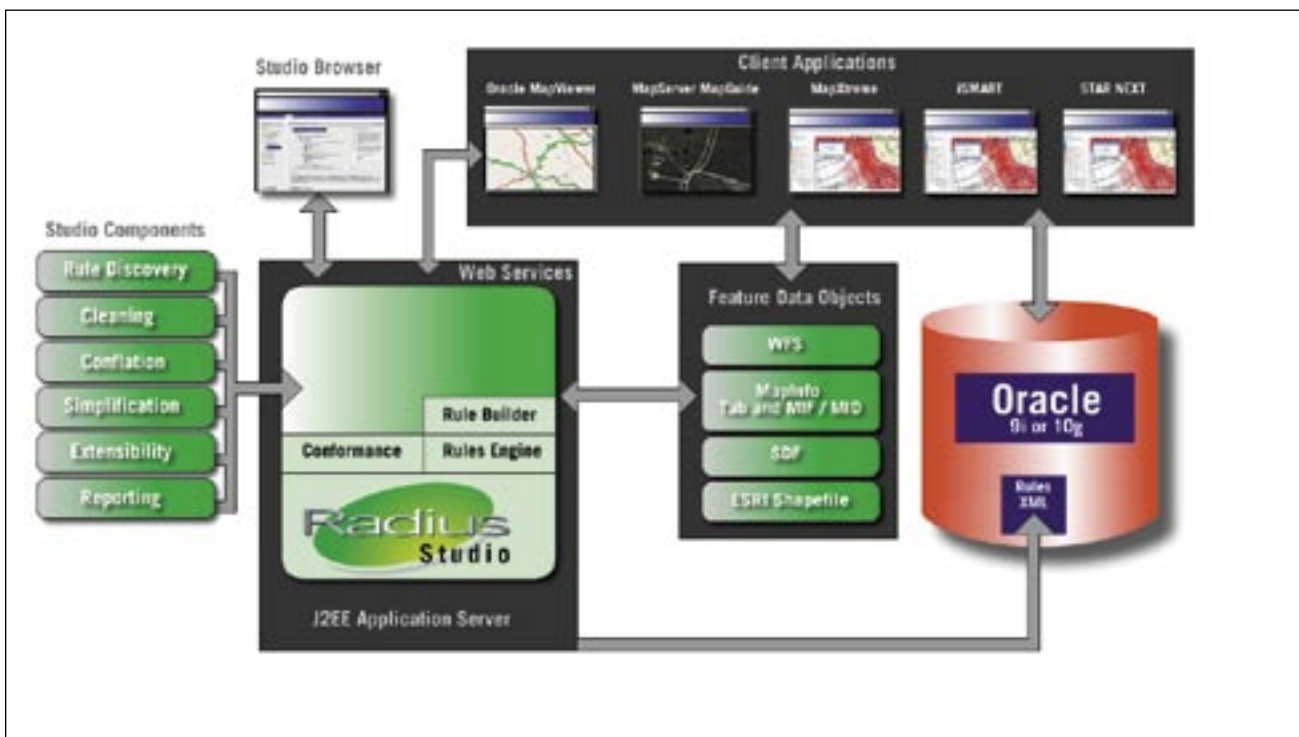 Studio Browser
Client Applications
Oracle MapViewer
MapServer MapGuide
MapXtreme
iSMART
STAR NEXT
Studio Components
Rule Discovery
Cleaning
Conflation
Simplification
Extensibility
Reporting
Web Services
Rule Builder
Conformance
Rules Engine
Radius
Studio
J2EE Application Server
Feature Data Objects
WFS
MapInfo
Tab and MIF / MID
SDF
ESRI Shapefile
Oracle
9i or 10g
Rules
XML